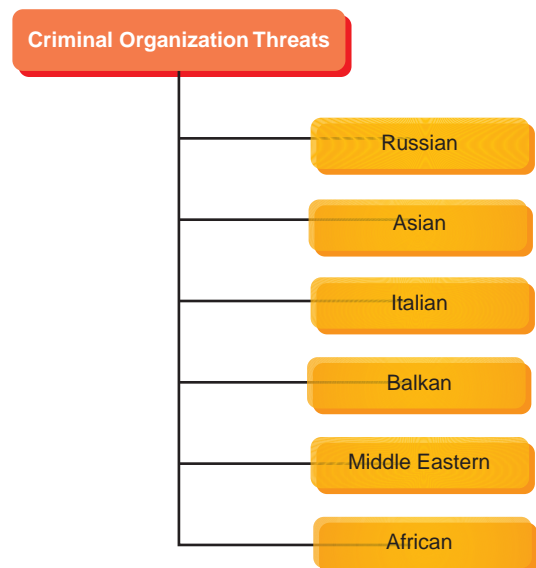 Criminal Organization Threats
Russian
Asian
Italian
Balkan
Middle Eastern
African